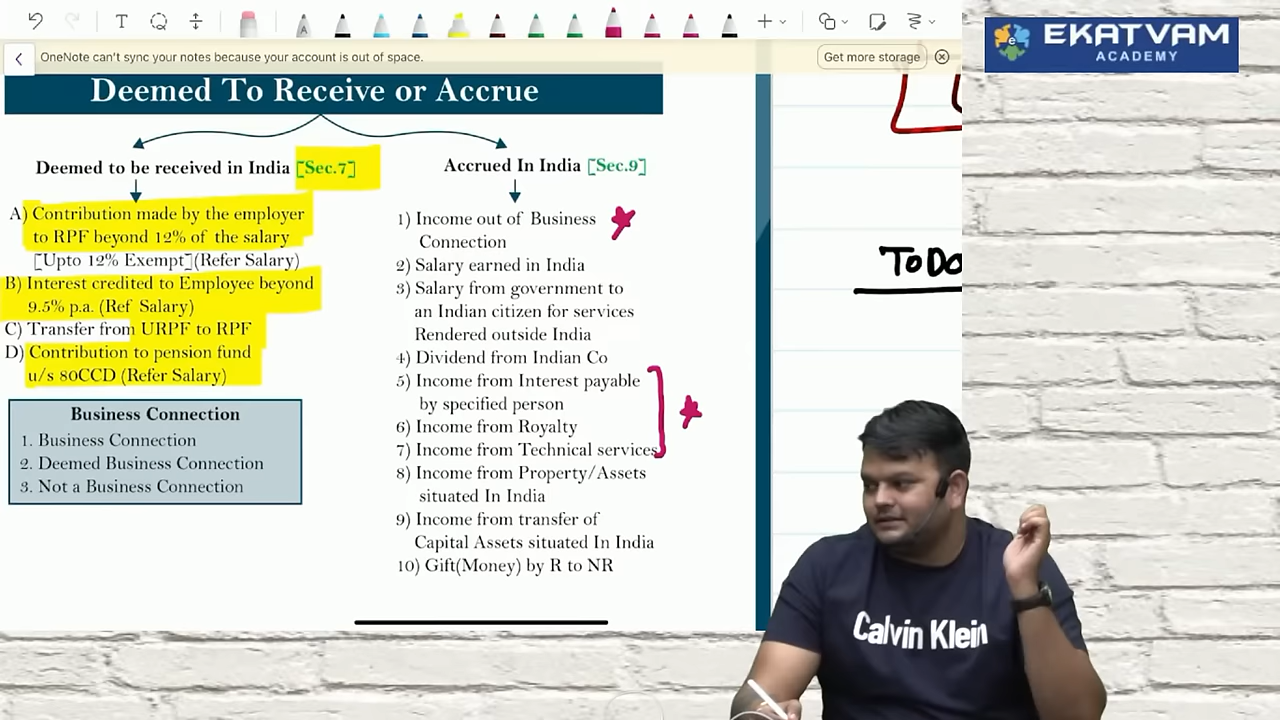 EKATVAM
ACADEMY
OneNote can't sync your notes because your account is out of space.
Get more storage
Deemed To Receive or Accrue
Deemed to be received in India [Sec.7]
A) Contribution made by the employer
to RPF beyond 12% of the salary
[Upto 12% Exempt](Refer Salary)
B) Interest credited to Employee beyond
9.5% p.a. (Ref Salary)
C) Transfer from URPF to RPF
D) Contribution to pension fund
u/s 80CCD (Refer Salary)
Business Connection
1. Business Connection
2. Deemed Business Connection
3. Not a Business Connection
Accrued In India [Sec.9]
1) Income out of Business
Connection
2) Salary earned in India
3) Salary from government to
an Indian citizen for services
Rendered outside India
4) Dividend from Indian Co
5) Income from Interest payable
by specified person
6) Income from Royalty
7) Income from Technical services
8) Income from Property/Assets
situated In India
9) Income from transfer of
Capital Assets situated In India
10) Gift(Money) by R to NR
ToDo
Calvin Klein